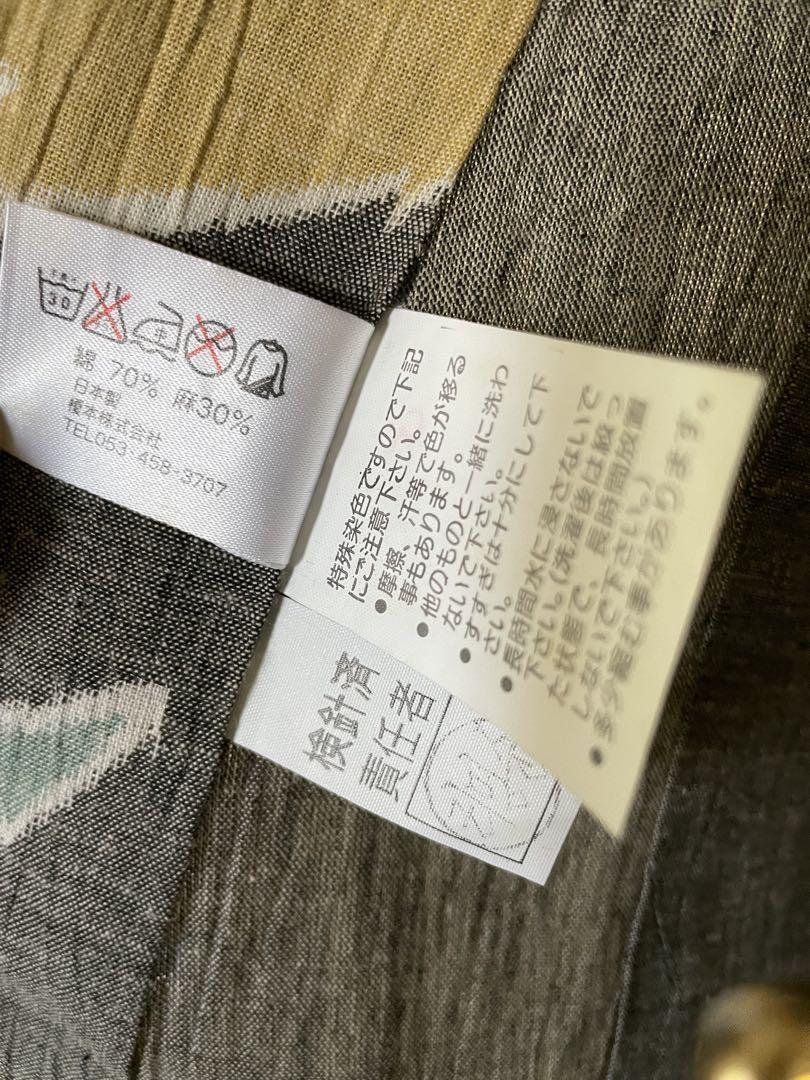 30
綿 70% 麻30%
日本製
榎本株式会社
TEL053-458-3707
特殊染色ですので下記
にご注意下さい。
●摩擦、汗等で色が移る
事もあります。
●他のものと一緒に洗わ
ないで下さい。
●すすぎは十分にして下
さい。
●長時間水に浸さないで
下さい。(洗濯後は絞っ
た状態で、長時間放置
しないで下さい。)
●多少縮む事があります。
検針済
責任者